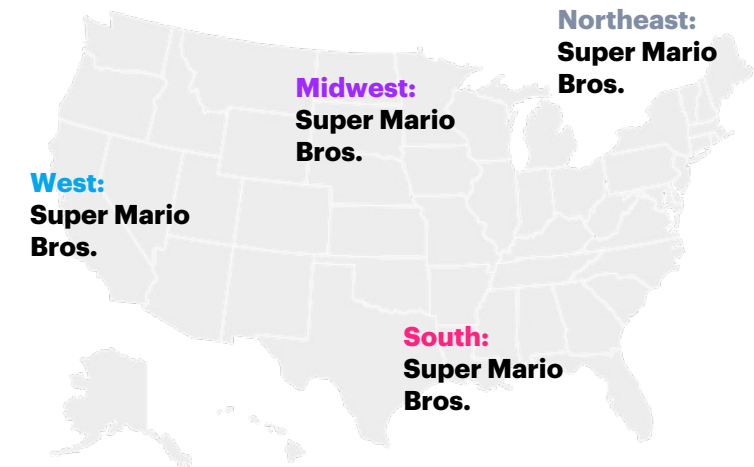 Northeast:
Super Mario
Bros.
Midwest:
Super Mario
Bros.
West:
Super Mario
Bros.
South:
Super Mario
Bros.